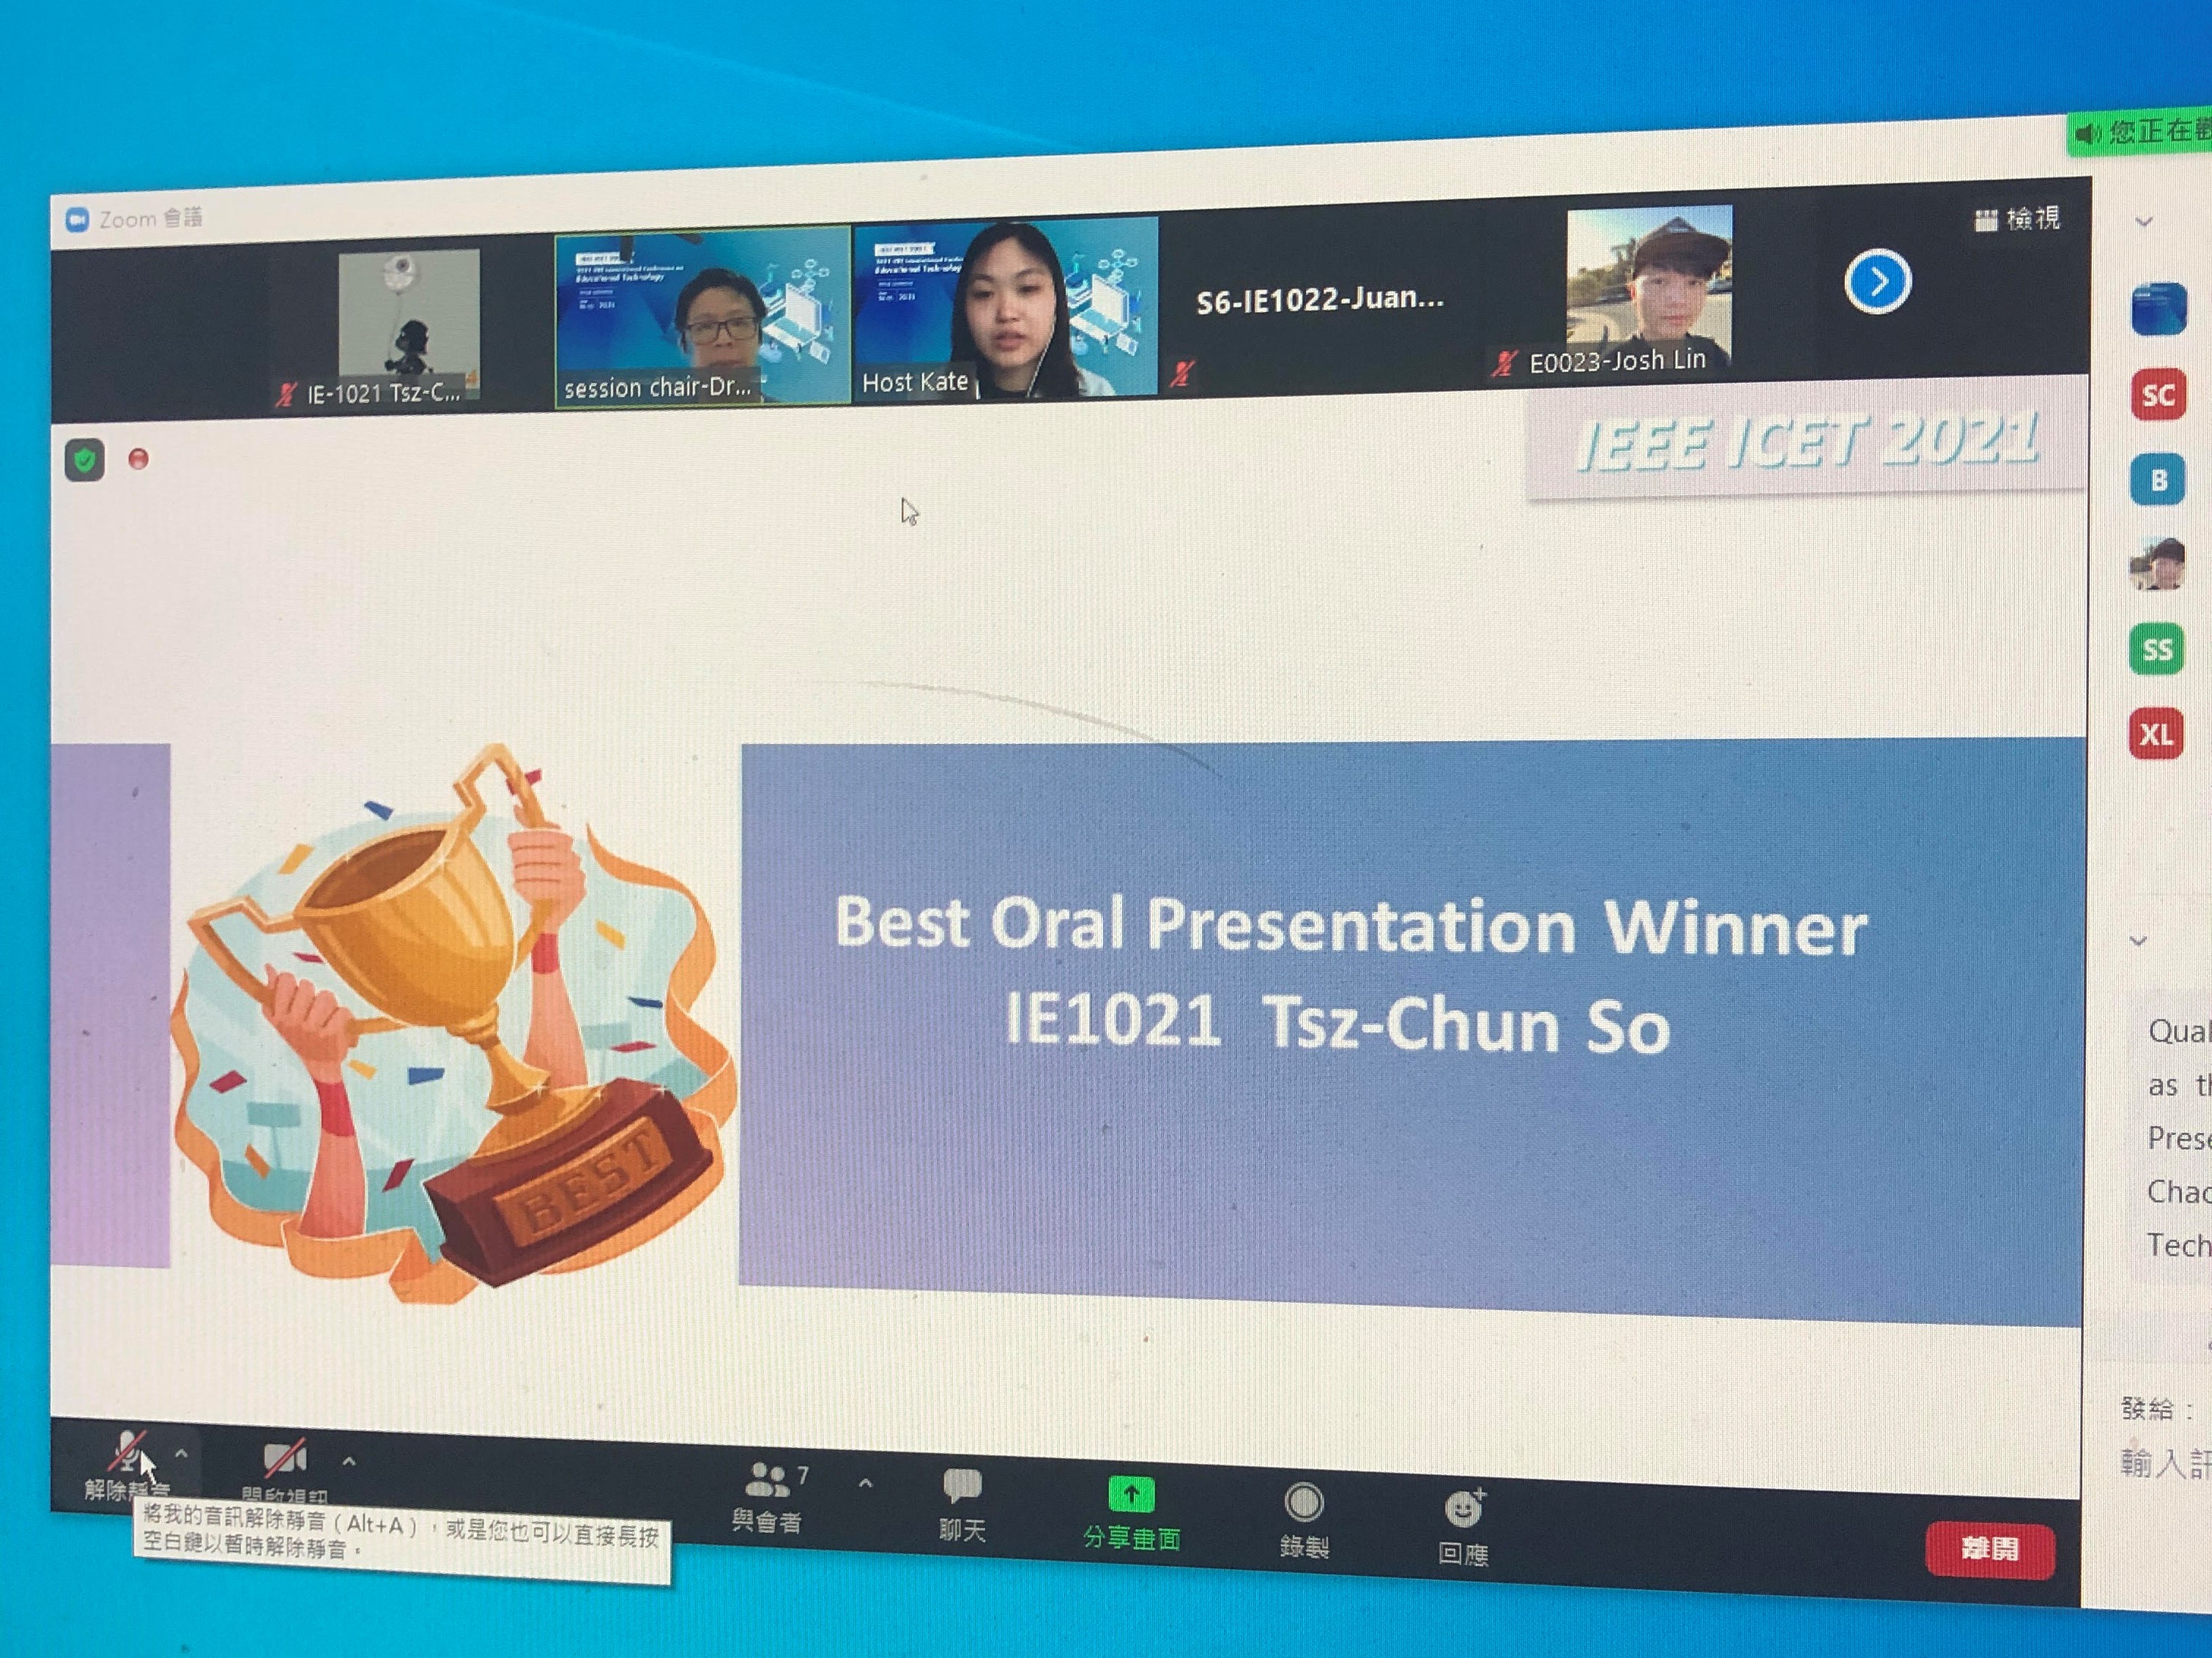 您正在
Zoom 會議
檢視
IE-1021 Tsz-C...
session chair-Dr...
Host Kate
S6-IE1022-Juan...
E0023-Josh Lin
Educational Technology
2021
2021
IEEE ICET 2021
SC
B
SS
XL
Best Oral Presentation Winner
IE1021 Tsz-Chun So
BEST
Qual
as th
Prese
Chao
Tech
發給：
輸入訊
解除靜音
開啟視訊
7
與會者
聊天
分享畫面
錄製
回應
離開
將我的音訊解除靜音（Alt+A），或是您也可以直接長按
空白鍵以暫時解除靜音。